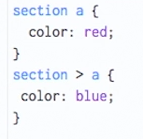 section a {
  color: red;
}
section > a {
 color: blue;
}